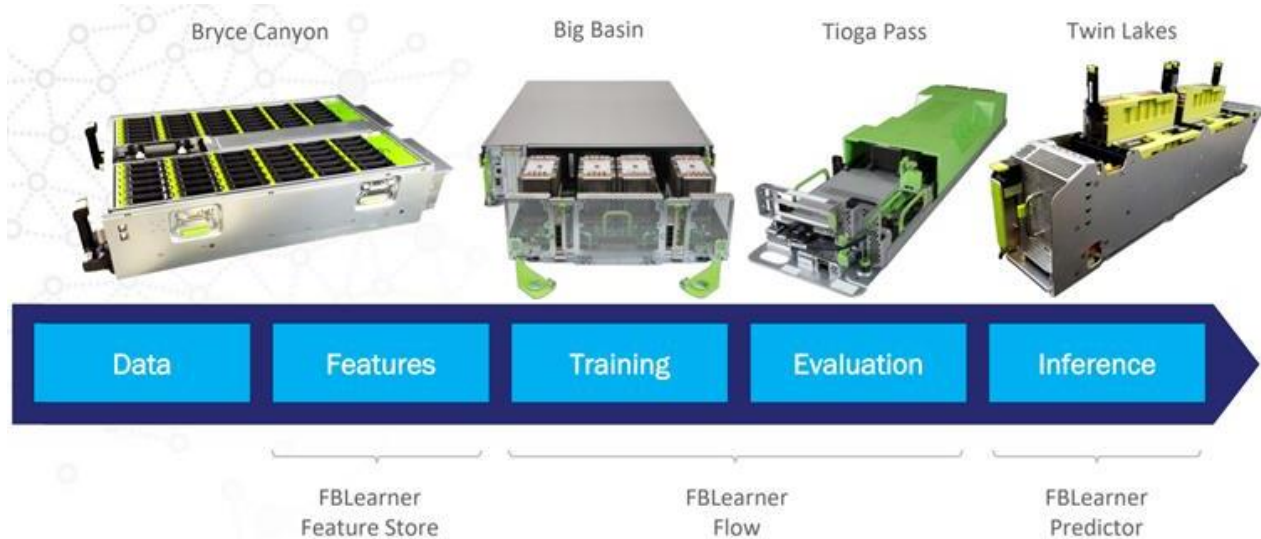 Bryce Canyon
Big Basin
Tioga Pass
Twin Lakes
Data
Features
Training
Evaluation
Inference
FBLearner
Feature Store
FBLearner
Flow
FBLearner
Predictor